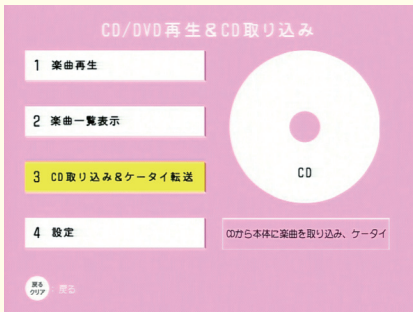 CD/DVD再生&CD取り込み
1 楽曲再生
2 楽曲一覧表示
3 CD取り込み&ケータイ転送
4 設定
CD
CDから本体に楽曲を取り込み、ケータイ
戻る
クリア
戻る